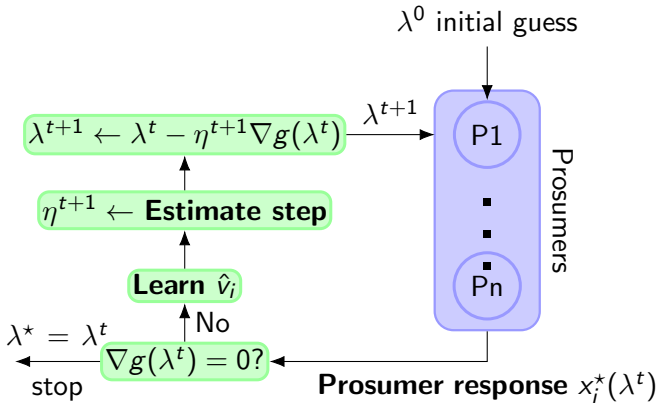 λ⁰ initial guess
λᵗ⁺¹ ← λᵗ − ηᵗ⁺¹∇g(λᵗ)
λᵗ⁺¹
P1
Prosumers
ηᵗ⁺¹ ← Estimate step
Learn v̂ᵢ
Pn
No
λ⋆ = λᵗ
∇g(λᵗ) = 0?
stop
Prosumer response xᵢ⋆(λᵗ)